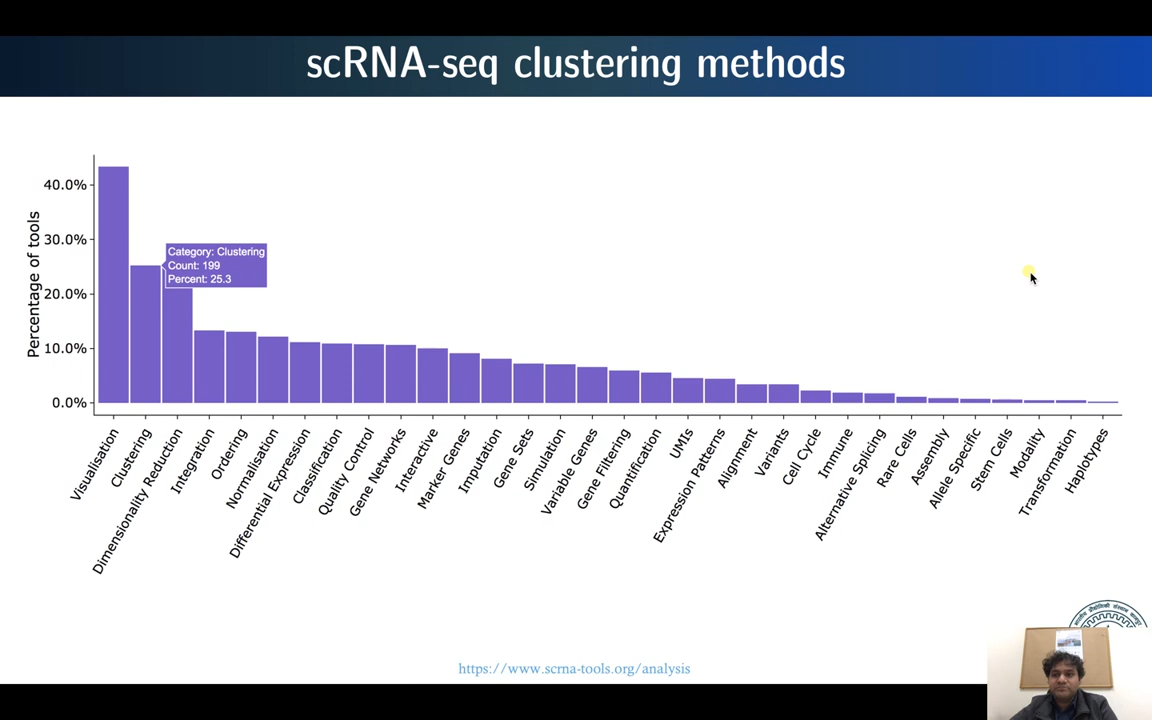 scRNA-seq clustering methods
Percentage of tools
40.0%
30.0%
20.0%
10.0%
0.0%
Category: Clustering
Count: 199
Percent: 25.3
Visualisation
Clustering
Dimensionality Reduction
Integration
Ordering
Normalisation
Differential Expression
Classification
Quality Control
Gene Networks
Interactive
Marker Genes
Imputation
Gene Sets
Simulation
Variable Genes
Gene Filtering
Quantification
UMIs
Expression Patterns
Alignment
Variants
Cell Cycle
Immune
Alternative Splicing
Rare Cells
Assembly
Allele Specific
Stem Cells
Modality
Transformation
Haplotypes
https://www.scrna-tools.org/analysis